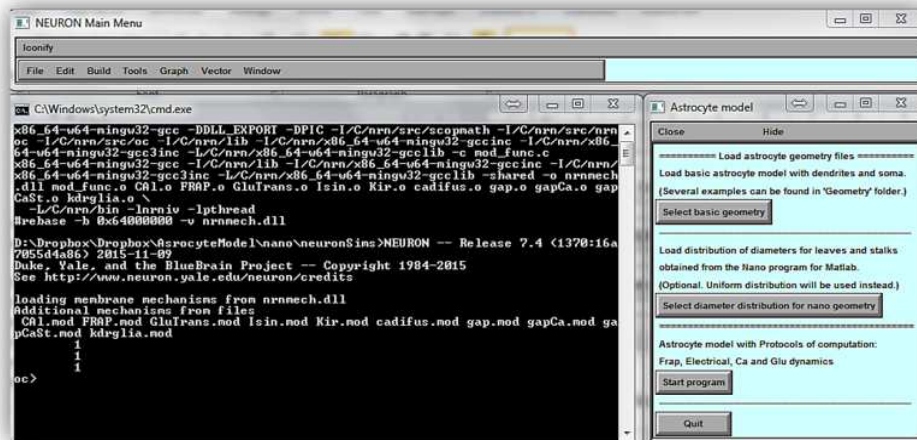 NEURON Main Menu
Iconify
File Edit Build Tools Graph Vector Window
C:\Windows\system32\cmd.exe
x86_64-w64-mingw32-gcc -DDLL_EXPORT -DPIC -I/C/nrn/src/scopmath -I/C/nrn/src/nrn
oc -I/C/nrn/src/oc -I/C/nrn/lib -I/C/nrn/x86_64-w64-mingw32-gccinc -I/C/nrn/x86_
64-w64-mingw32-gcc3inc -L/C/nrn/x86_64-w64-mingw32-gcclib -c mod_func.c
x86_64-w64-mingw32-gcc -I/C/nrn/lib -I/C/nrn/x86_64-w64-mingw32-gccinc -I/C/nrn/
x86_64-w64-mingw32-gcc3inc -L/C/nrn/x86_64-w64-mingw32-gcclib -shared -o nrnmech
.dll mod_func.o CAl.o FRAP.o GluTrans.o Isin.o Kir.o cadifus.o gap.o gapCa.o gap
CaSt.o kdrglia.o \
-L/C/nrn/bin -lnrniv -lpthread
#rebase -b 0x64000000 -v nrnmech.dll
D:\Dropbox\Dropbox\AsrocyteModel\nano\neuronSims>NEURON -- Release 7.4 (1370:16a
7055d4a86) 2015-11-09
Duke, Yale, and the BlueBrain Project -- Copyright 1984-2015
See http://www.neuron.yale.edu/neuron/credits
loading membrane mechanisms from nrnmech.dll
Additional mechanisms from files
CAl.mod FRAP.mod GluTrans.mod Isin.mod Kir.mod cadifus.mod gap.mod gapCa.mod ga
pCaSt.mod kdrglia.mod
1
1
1
oc>
Astrocyte model
Close Hide
========== Load astrocyte geometry files ==========
Load basic astrocyte model with dendrites and soma.
(Several examples can be found in 'Geometry' folder.)
Select basic geometry
Load distribution of diameters for leaves and stalks
obtained from the Nano program for Matlab.
(Optional. Uniform distribution will be used instead.)
Select diameter distribution for nano geometry
Astrocyte model with Protocols of computation:
Frap, Electrical, Ca and Glu dynamics
Start program
Quit